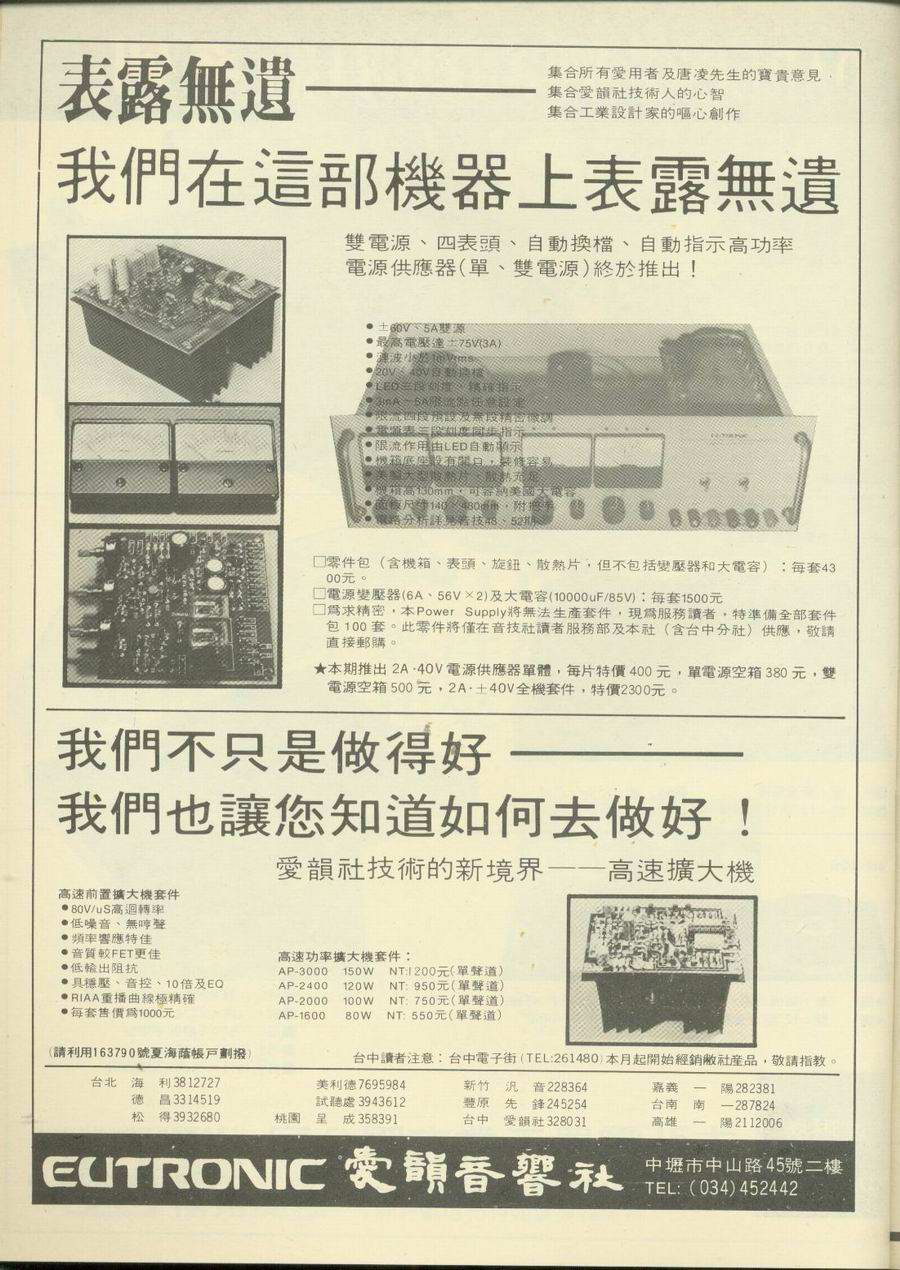 表露無遺——
集合所有愛用者及唐凌先生的寶貴意見，
集合愛韻社技術人的心智
集合工業設計家的嘔心創作
我們在這部機器上表露無遺
雙電源、四表頭、自動換檔、自動指示高功率
電源供應器(單、雙電源)終於推出！
●±60V、5A雙源
●最高電壓達±75V(3A)
●漣波小於1mVrms
●20V、40V自動換檔
●LED三段刻度、精確指示
●3mA～5A限流點任意設定
●限流四段預設及無段精密微調
●電源表三段刻度同步指示
●限流作用由LED自動顯示
●機箱底座設有開口，裝修容易
●美製大型散熱片，散熱充足
●機箱高130mm，可容納美國大電容
●面板尺寸140×480mm，附把手
●電路分析詳見音技48、52期
□零件包（含機箱、表頭、旋鈕、散熱片，但不包括變壓器和大電容）：每套43
00元。
□電源變壓器(6A、56V×2)及大電容(10000uF/85V)：每套1500元
□爲求精密，本Power Supply將無法生產套件，現爲服務讀者，特準備全部套件
包100套。此零件將僅在音技社讀者服務部及本社（含台中分社）供應，敬請
直接郵購。
★本期推出 2A·40V 電源供應器單體，每片特價 400 元，單電源空箱 380 元，雙
電源空箱 500 元，2A·±40V全機套件，特價2300元。
我們不只是做得好——
我們也讓您知道如何去做好！
愛韻社技術的新境界——高速擴大機
高速前置擴大機套件
●80V/uS高迴轉率
●低噪音、無哼聲
●頻率響應特佳
●音質較FET更佳
●低輸出阻抗
●具穩壓、音控、10倍及EQ
●RIAA重播曲線極精確
●每套售價爲1000元
高速功率擴大機套件：
AP-3000 150W NT:1200元(單聲道)
AP-2400 120W NT: 950元(單聲道)
AP-2000 100W NT: 750元(單聲道)
AP-1600 80W NT: 550元(單聲道)
(請利用163790號夏海蔭帳戶劃撥)
台中讀者注意：台中電子街(TEL:261480)本月起開始經銷敝社産品，敬請指教。
台北 海 利3812727 美利德7695984 新竹 汎 音228364 嘉義 一 陽282381
德 昌3314519 試聽處3943612 豐原 先 鋒245254 台南 南 一287824
松 得3932680 桃園 呈 成358391 台中 愛韻社328031 高雄 一 陽2112006
EUTRONIC 愛韻音響社
中壢市中山路45號二樓
TEL: (034)452442